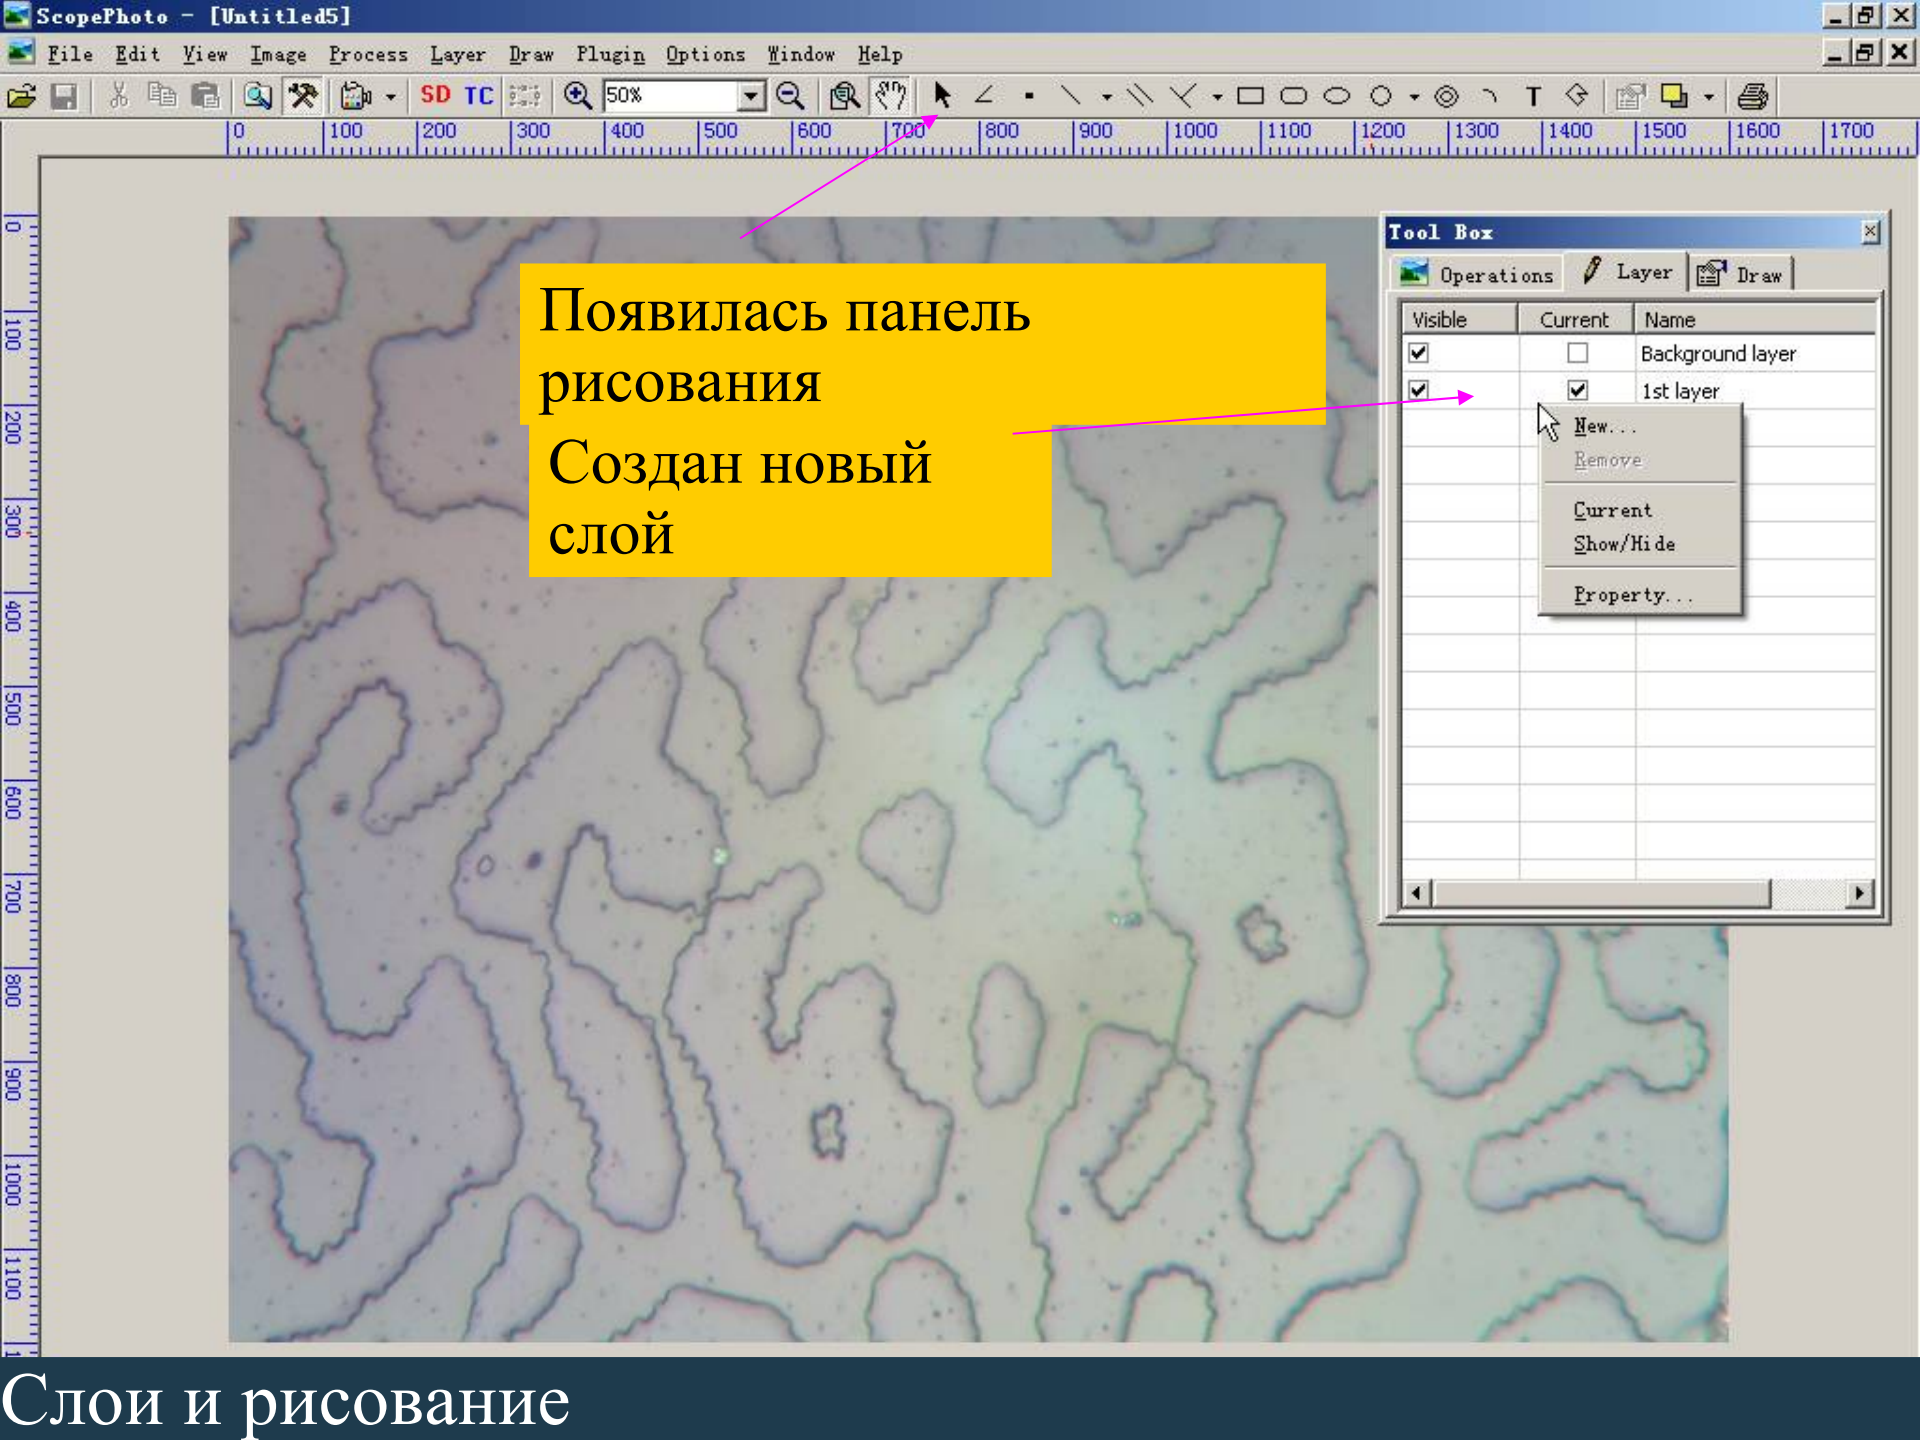 ScopePhoto - [Untitled5]
File Edit View Image Process Layer Draw Plugin Options Window Help
SD TC 50% T
0 100 200 300 400 500 600 700 800 900 1000 1100 1200 1300 1400 1500 1600 1700
0
100
200
300
400
500
600
700
800
900
1000
1100
Появилась панель
рисования
Создан новый
слой
Tool Box
Operations Layer Draw
Visible Current Name
Background layer
1st layer
New...
Remove
Current
Show/Hide
Property...
Слои и рисование